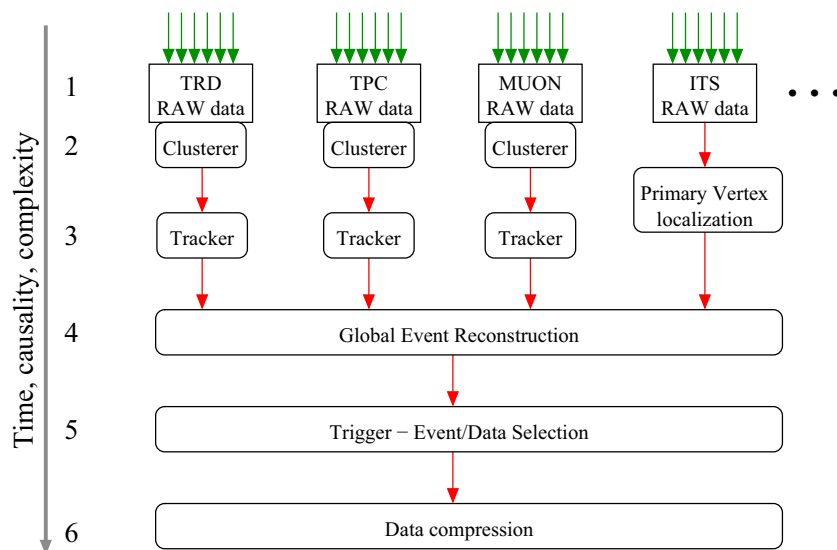 Time, causality, complexity
1
TRD
RAW data
TPC
RAW data
MUON
RAW data
ITS
RAW data
. . .
2
Clusterer
Clusterer
Clusterer
Primary Vertex
localization
3
Tracker
Tracker
Tracker
4
Global Event Reconstruction
5
Trigger − Event/Data Selection
6
Data compression